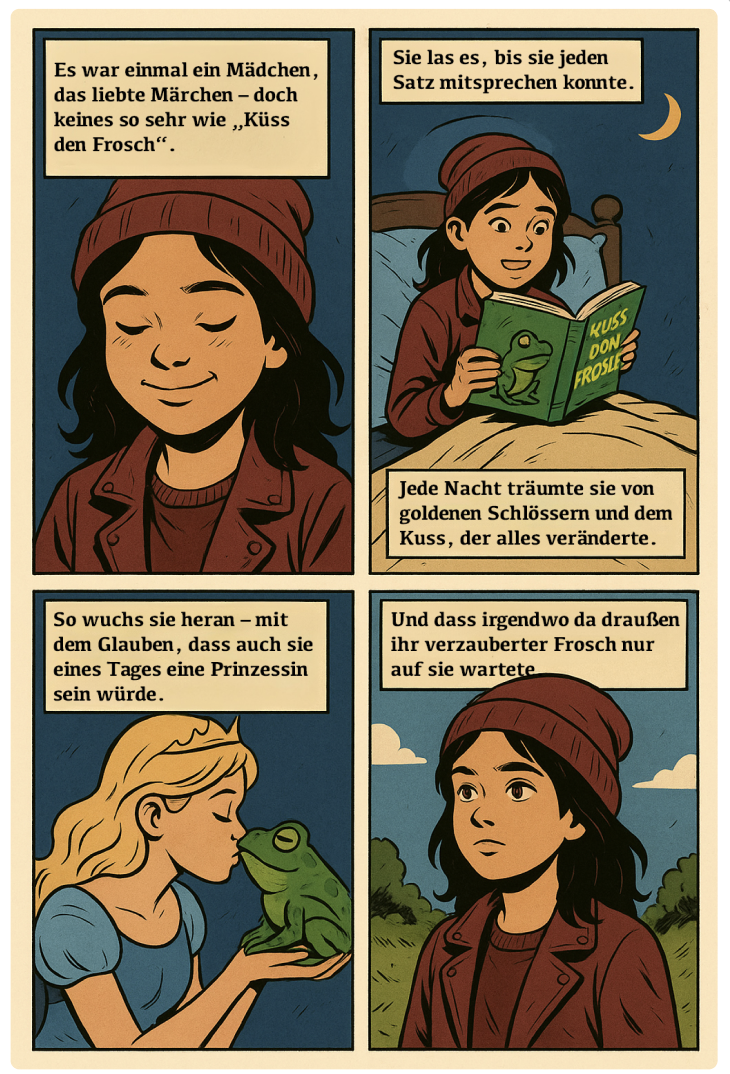 Es war einmal ein Mädchen,
das liebte Märchen – doch
keines so sehr wie „Küss
den Frosch“.
Sie las es, bis sie jeden
Satz mitsprechen konnte.
KUSS
DON
FROSLE
Jede Nacht träumte sie von
goldenen Schlössern und dem
Kuss, der alles veränderte.
So wuchs sie heran – mit
dem Glauben, dass auch sie
eines Tages eine Prinzessin
sein würde.
Und dass irgendwo da draußen
ihr verzauberter Frosch nur
auf sie wartete